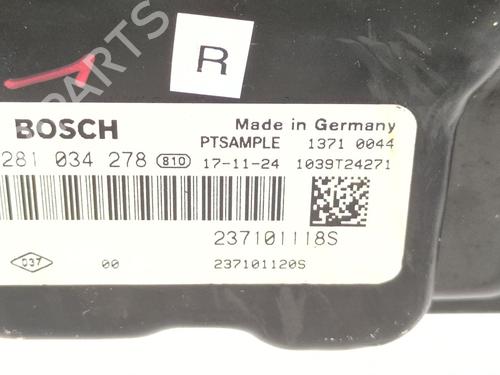 PARTS
R
BOSCH
Made in Germany
PTSAMPLE 1371 0044
281 034 278 810 17-11-24 1039T24271
237101118S
037 00 237101120S